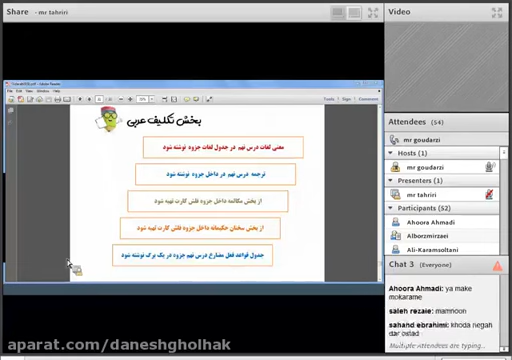 Share - mr tahriri
Video
بخش تکلیف عربی
معنی لغات درس نهم در جدول لغات جزوه نوشته شود
ترجمه درس نهم در داخل جزوه نوشته شود
از بخش مکالمه داخل جزوه فلش کارت تهیه شود
از بخش سخنان حکیمانه داخل جزوه فلش کارت تهیه شود
جدول قواعد فعل مضارع درس نهم جزوه در یک برگ نوشته شود
Attendees (54)
mr goudarzi
Hosts (1)
mr goudarzi
Presenters (1)
mr tahriri
Participants (52)
Ahoora Ahmadi
Alborzmirzaei
Ali-Karamsoltani
Chat 3 (Everyone)
Ahoora Ahmadi: ya make mokarame
saleh rezaie: mamnoon
sahand ebrahimi: khoda negah dar ostad
Multiple Attendees are typing...
aparat.com/daneshgholhak